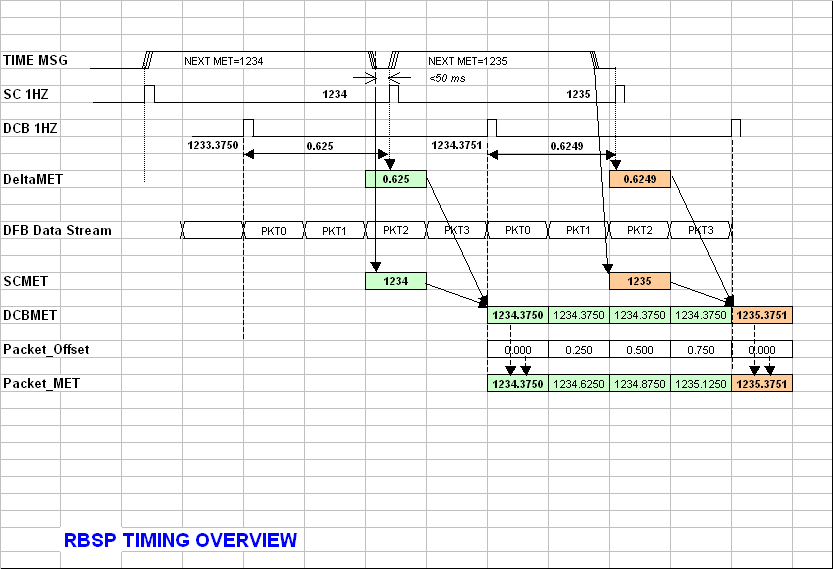 TIME MSG NEXT MET=1234 NEXT MET=1235
<50 ms
SC 1HZ 1234 1235
DCB 1HZ
1233.3750 0.625 1234.3751 0.6249
DeltaMET 0.625 0.6249
DFB Data Stream PKT0 PKT1 PKT2 PKT3 PKT0 PKT1 PKT2 PKT3
SCMET 1234 1235
DCBMET 1234.3750 1234.3750 1234.3750 1234.3750 1235.3751
Packet_Offset 0.000 0.250 0.500 0.750 0.000
Packet_MET 1234.3750 1234.6250 1234.8750 1235.1250 1235.3751
RBSP TIMING OVERVIEW